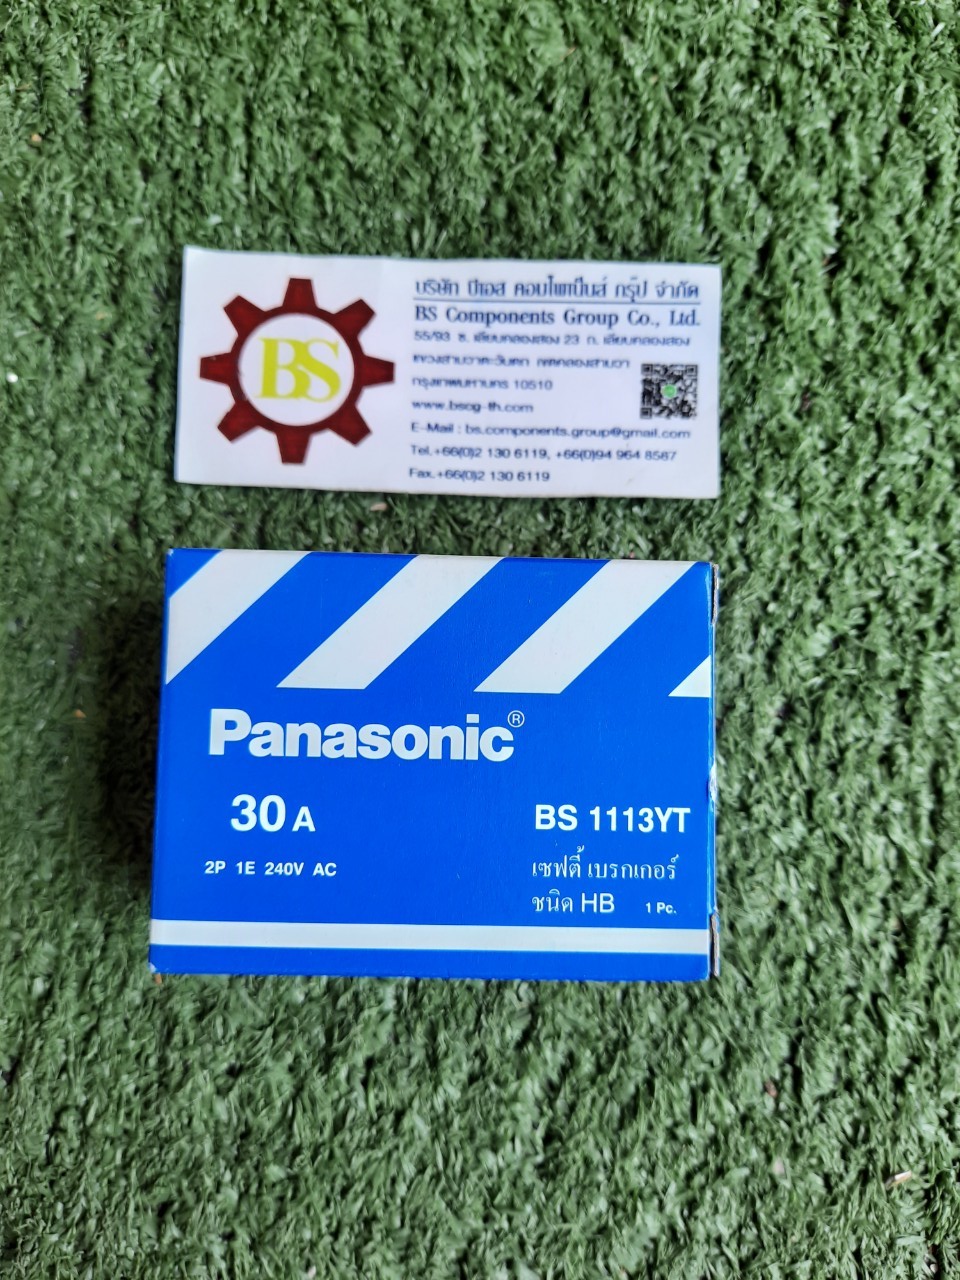 BS
บริษัท บีเอส คอมโพเน็นส์ กรุ๊ป จำกัด
BS Components Group Co., Ltd.
55/93 ซ. เลียบคลองสอง 23 ถ. เลียบคลองสอง
แขวงสามวาตะวันตก เขตคลองสามวา
กรุงเทพมหานคร 10510
www.bscg-th.com
E-Mail : bs.components.group@gmail.com
Tel.+66(0)2 130 6119, +66(0)94 964 8567
Fax.+66(0)2 130 6119
Panasonic®
30 A
BS 1113YT
2P 1E 240V AC
เซฟตี้ เบรกเกอร์
ชนิด HB 1 Pc.